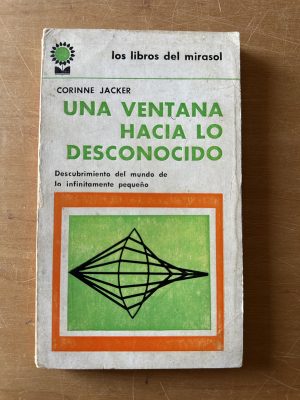 los libros del mirasol
CORINNE JACKER
UNA VENTANA
HACIA LO
DESCONOCIDO
Descubrimiento del mundo de
lo infinitamente pequeño